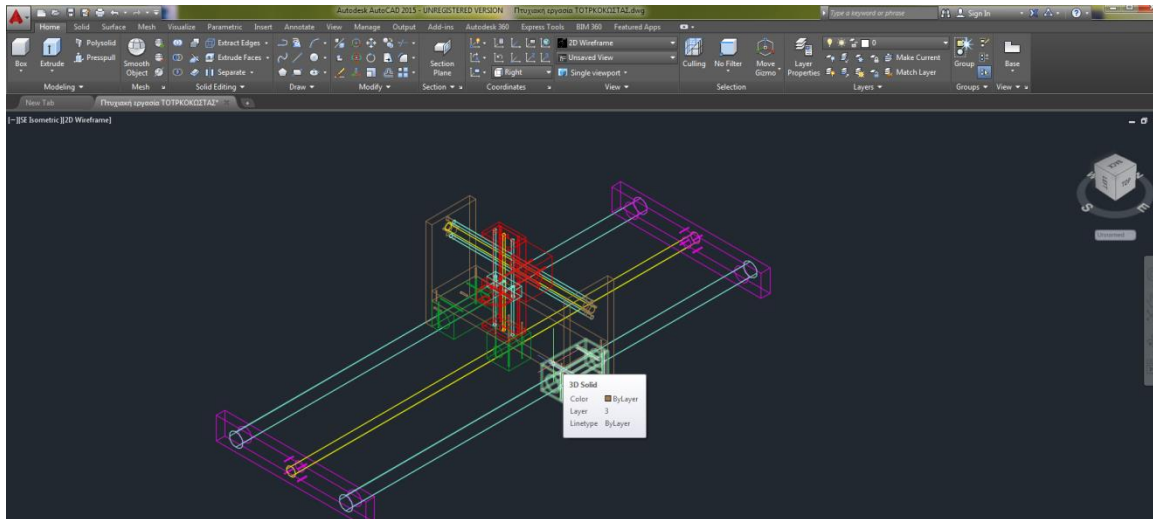 Autodesk AutoCAD 2015 - UNREGISTERED VERSION Πτυχιακή εργασία ΤΟΤΡΚΟΚΩΣΤΑΣ.dwg
Type a keyword or phrase
Sign In
Home Solid Surface Mesh Visualize Parametric Insert Annotate View Manage Output Add-ins Autodesk 360 Express Tools BIM 360 Featured Apps
Box
Extrude
Polysolid
Presspull
Smooth Object
Extract Edges
Extrude Faces
Separate
Section Plane
Right
2D Wireframe
Unsaved View
Single viewport
Culling
No Filter
Move Gizmo
Layer Properties
0
Make Current
Match Layer
Group
Base
Modeling
Mesh
Solid Editing
Draw
Modify
Section
Coordinates
View
Selection
Layers
Groups
View
New Tab
Πτυχιακή εργασία ΤΟΤΡΚΟΚΩΣΤΑΣ*
[−][SE Isometric][2D Wireframe]
BACK
LEFT
TOP
S
E
Unnamed
3D Solid
Color ByLayer
Layer 3
Linetype ByLayer